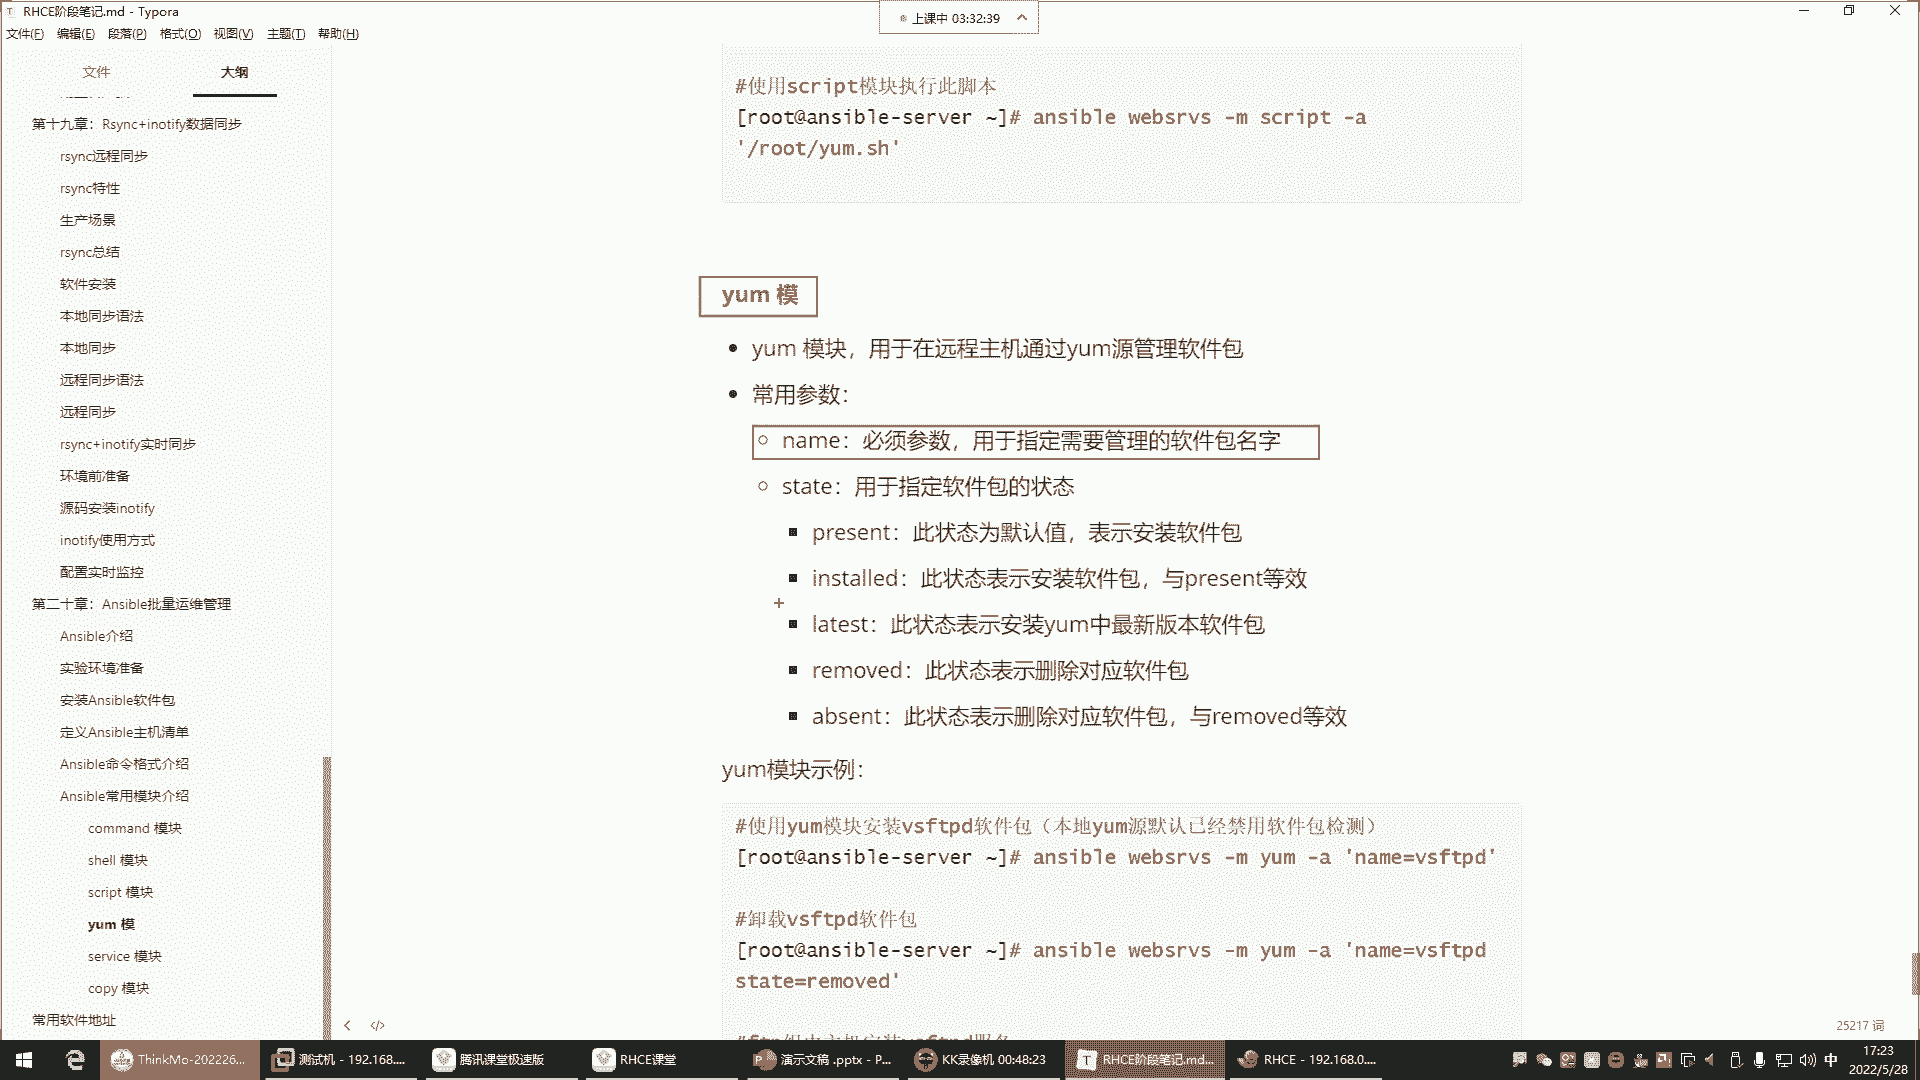 RHCE阶段笔记.md - Typora
上课中 03:32:39
文件(F) 编辑(E) 段落(P) 格式(O) 视图(V) 主题(T) 帮助(H)
文件 大纲
第十九章：Rsync+inotify数据同步
rsync远程同步
rsync特性
生产场景
rsync总结
软件安装
本地同步语法
本地同步
远程同步语法
远程同步
rsync+inotify实时同步
环境前准备
源码安装inotify
inotify使用方式
配置实时监控
第二十章：Ansible批量运维管理
Ansible介绍
实验环境准备
安装Ansible软件包
定义Ansible主机清单
Ansible命令格式介绍
Ansible常用模块介绍
command 模块
shell 模块
script 模块
yum 模
service 模块
copy 模块
常用软件地址
#使用script模块执行此脚本
[root@ansible-server ~]# ansible websrvs -m script -a
'/root/yum.sh'
yum 模
yum 模块，用于在远程主机通过yum源管理软件包
常用参数：
name：必须参数，用于指定需要管理的软件包名字
state：用于指定软件包的状态
present：此状态为默认值，表示安装软件包
installed：此状态表示安装软件包，与present等效
latest：此状态表示安装yum中最新版本软件包
removed：此状态表示删除对应软件包
absent：此状态表示删除对应软件包，与removed等效
yum模块示例：
#使用yum模块安装vsftpd软件包（本地yum源默认已经禁用软件包检测）
[root@ansible-server ~]# ansible websrvs -m yum -a 'name=vsftpd'
#卸载vsftpd软件包
[root@ansible-server ~]# ansible websrvs -m yum -a 'name=vsftpd
state=removed'
25217 词
ThinkMo-202226...
测试机 - 192.168....
腾讯课堂极速版
RHCE课堂
演示文稿 .pptx - P...
KK录像机 00:48:23
RHCE阶段笔记.md...
RHCE - 192.168.0....
中
17:23
2022/5/28